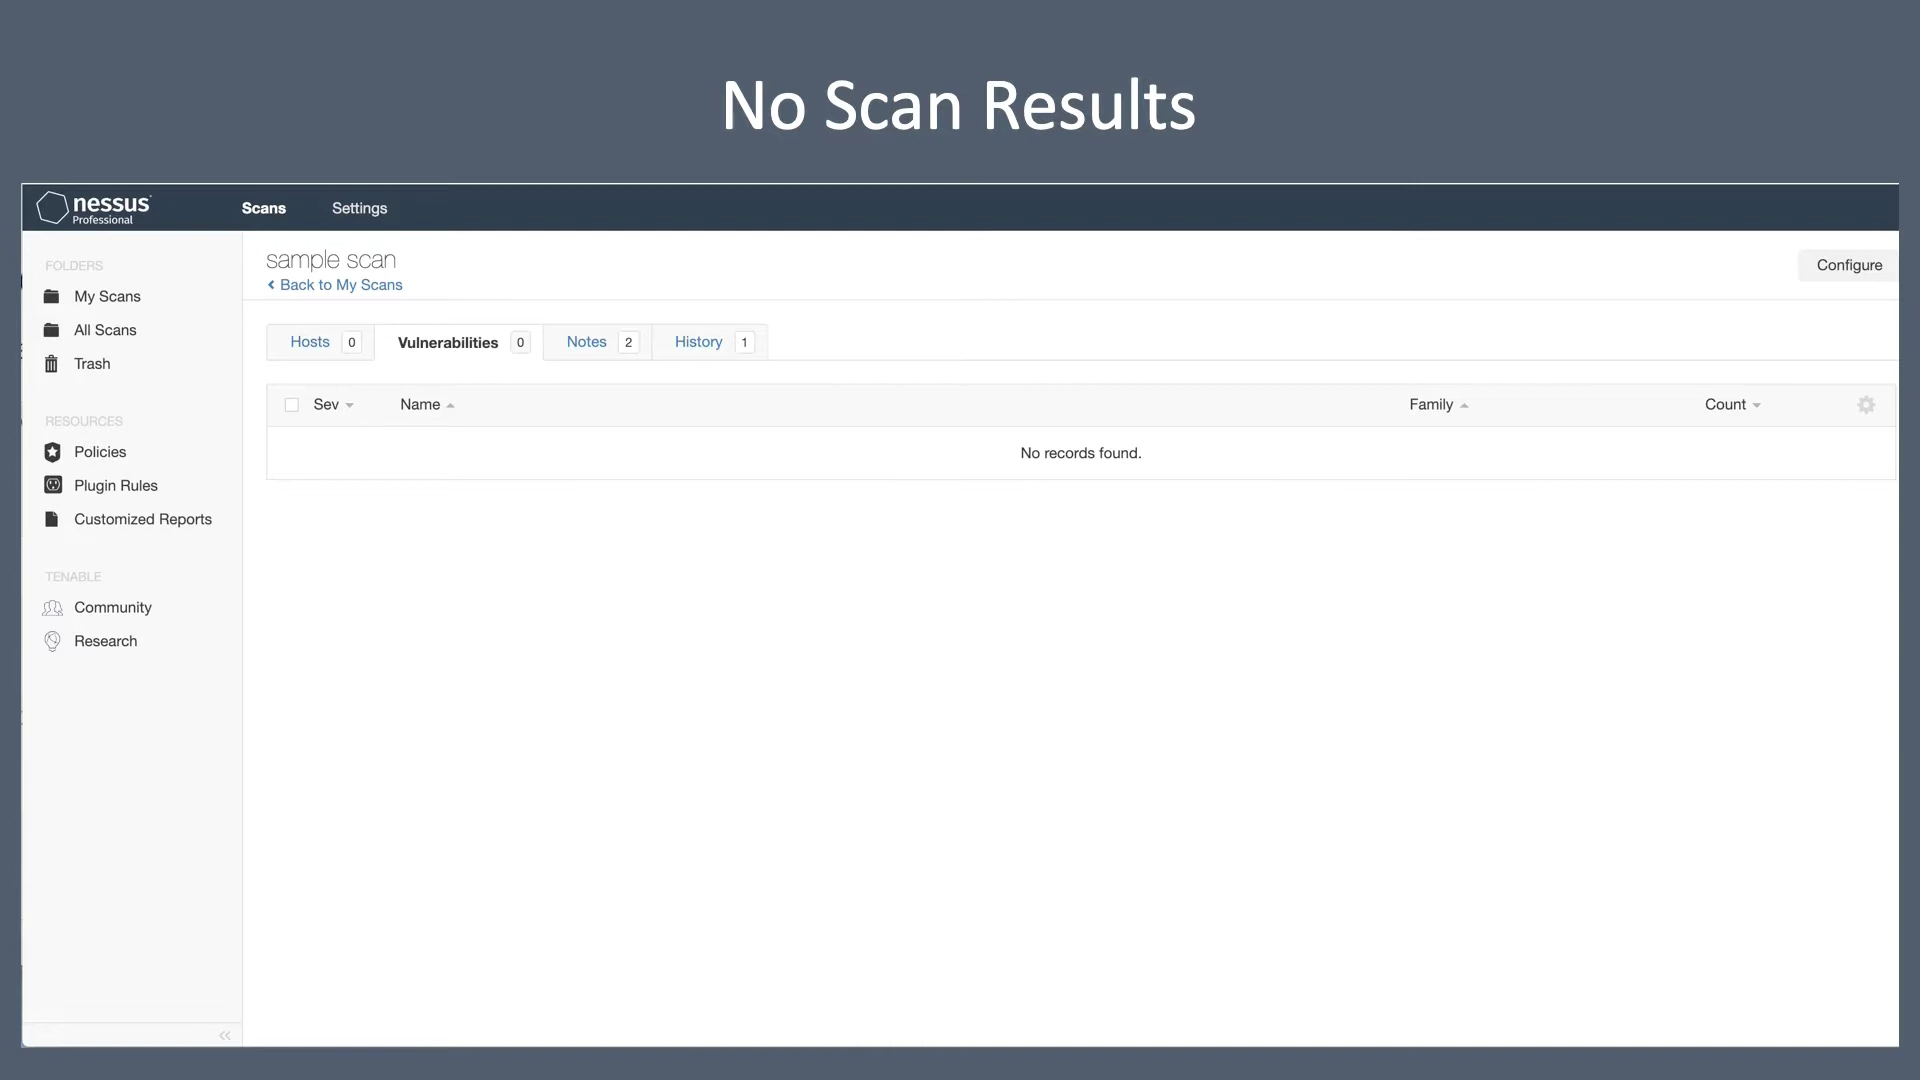 No Scan Results
nessus
Professional
Scans
Settings
FOLDERS
My Scans
All Scans
Trash
RESOURCES
Policies
Plugin Rules
Customized Reports
TENABLE
Community
Research
sample scan
Back to My Scans
Configure
Hosts 0
Vulnerabilities 0
Notes 2
History 1
Sev Name Family Count
No records found.